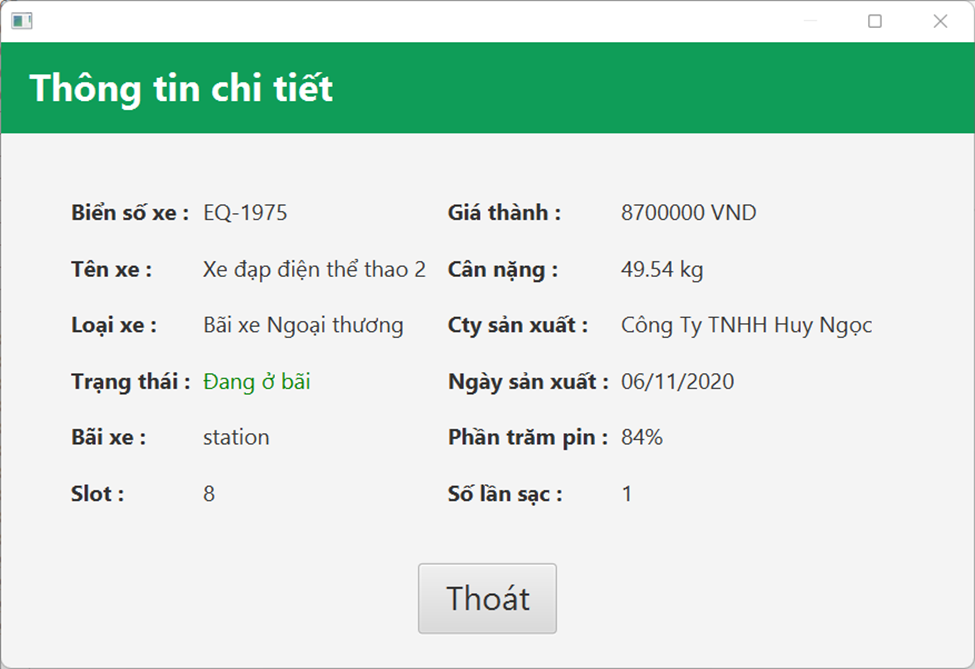 Thông tin chi tiết
Biển số xe : EQ-1975 Giá thành : 8700000 VND
Tên xe : Xe đạp điện thể thao 2 Cân nặng : 49.54 kg
Loại xe : Bãi xe Ngoại thương Cty sản xuất : Công Ty TNHH Huy Ngọc
Trạng thái : Đang ở bãi Ngày sản xuất : 06/11/2020
Bãi xe : station Phần trăm pin : 84%
Slot : 8 Số lần sạc : 1
Thoát